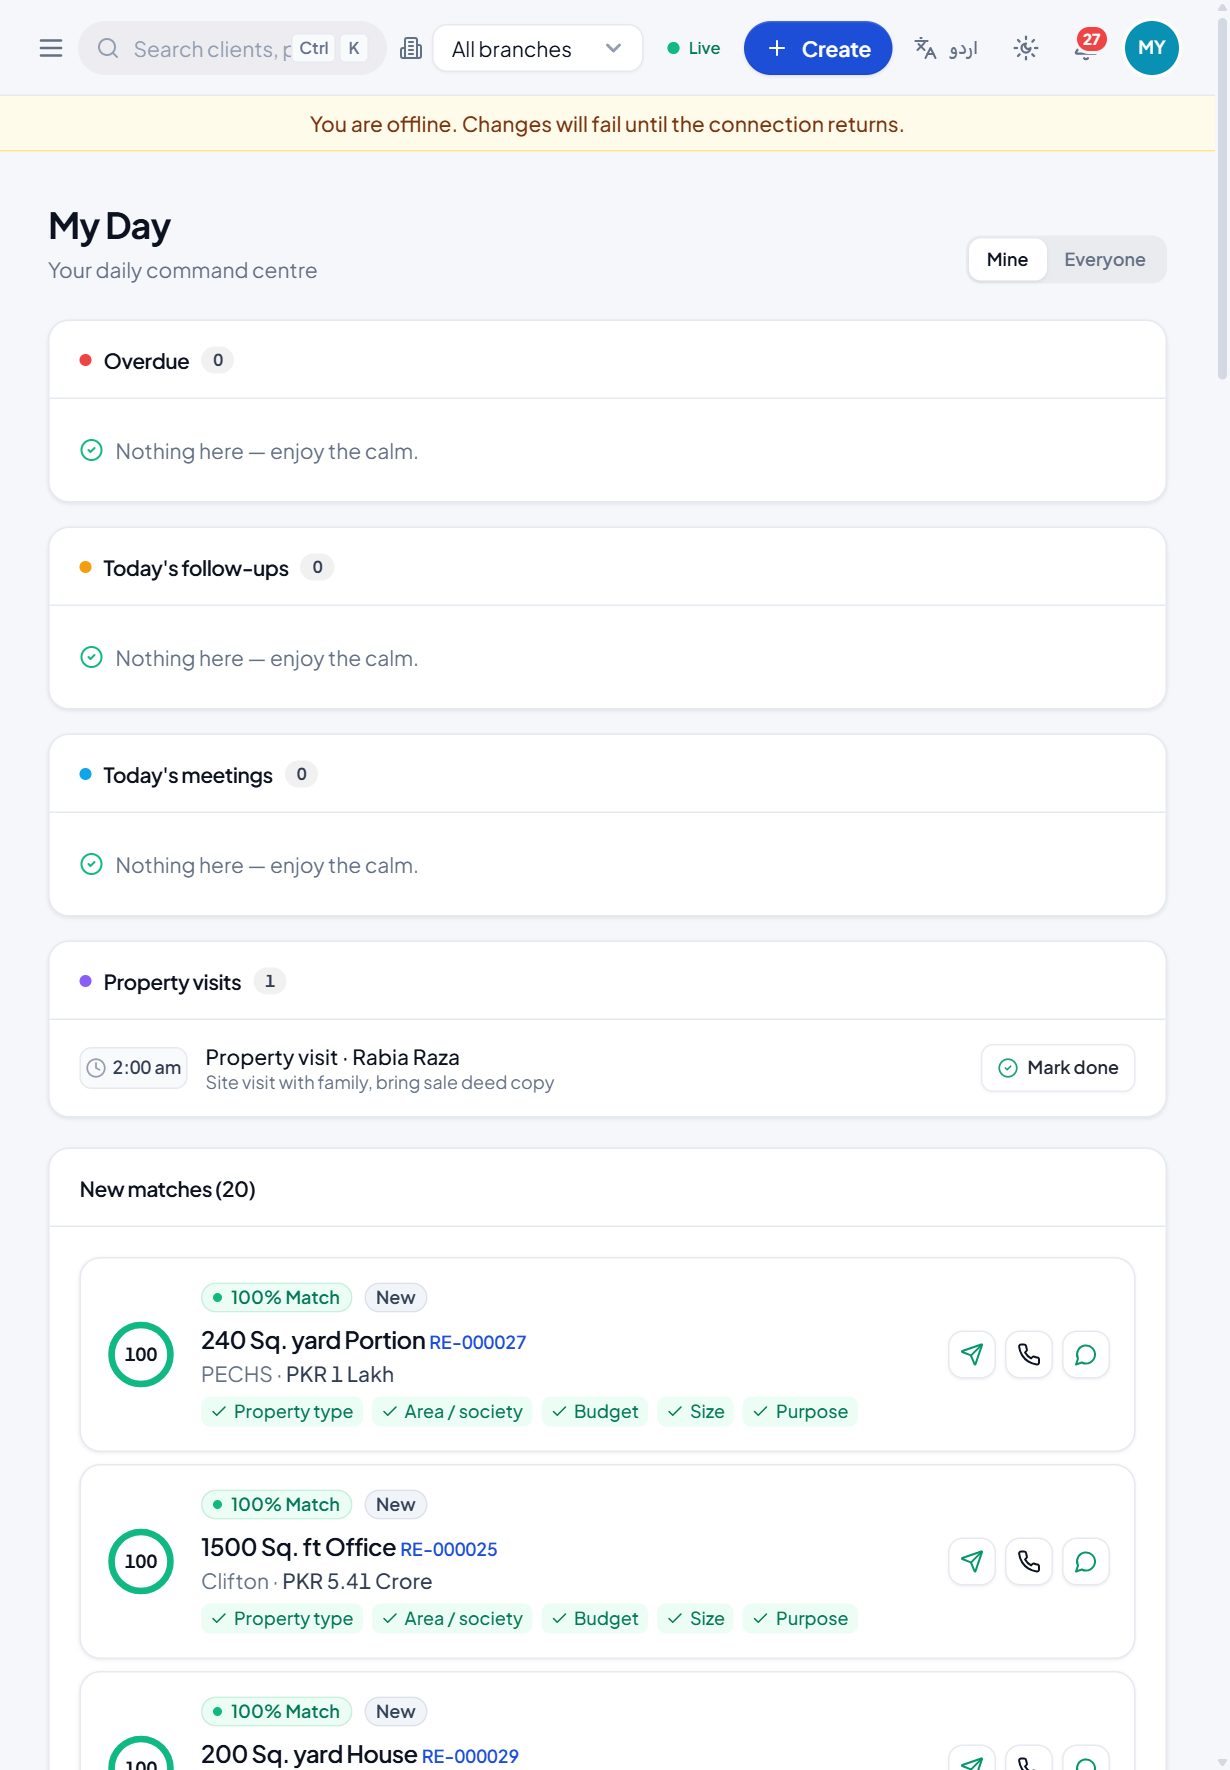 Search clients, p Ctrl K
All branches
Live
Create
اردو
27
MY
You are offline. Changes will fail until the connection returns.
My Day
Your daily command centre
Mine
Everyone
Overdue 0
Nothing here — enjoy the calm.
Today's follow-ups 0
Nothing here — enjoy the calm.
Today's meetings 0
Nothing here — enjoy the calm.
Property visits 1
2:00 am
Property visit · Rabia Raza
Site visit with family, bring sale deed copy
Mark done
New matches (20)
100% Match New
100
240 Sq. yard Portion RE-000027
PECHS · PKR 1 Lakh
Property type Area / society Budget Size Purpose
100% Match New
100
1500 Sq. ft Office RE-000025
Clifton · PKR 5.41 Crore
Property type Area / society Budget Size Purpose
100% Match New
100
200 Sq. yard House RE-000029